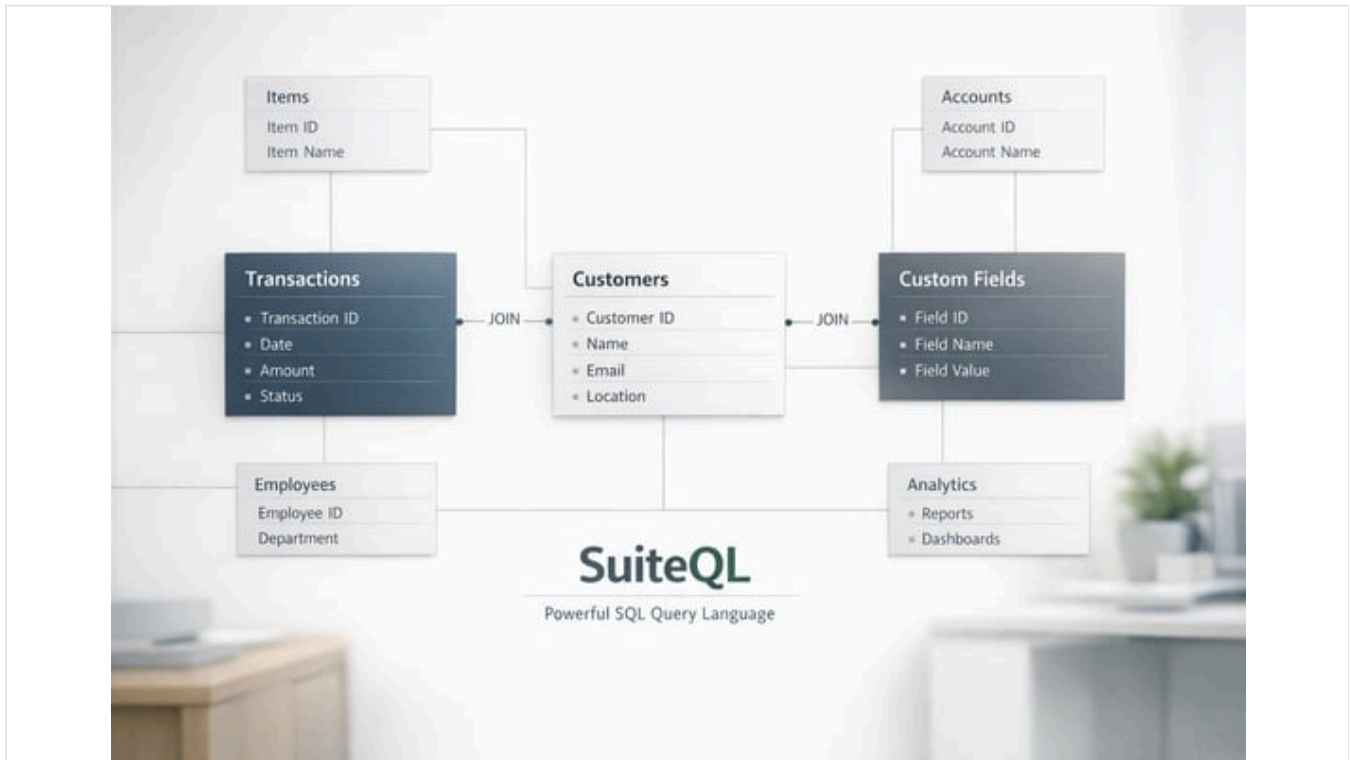 Items
Item ID
Item Name
Accounts
Account ID
Account Name
Transactions
Transaction ID
Date
Amount
Status
JOIN
Customers
Customer ID
Name
Email
Location
JOIN
Custom Fields
Field ID
Field Name
Field Value
Employees
Employee ID
Department
Analytics
Reports
Dashboards
SuiteQL
Powerful SQL Query Language